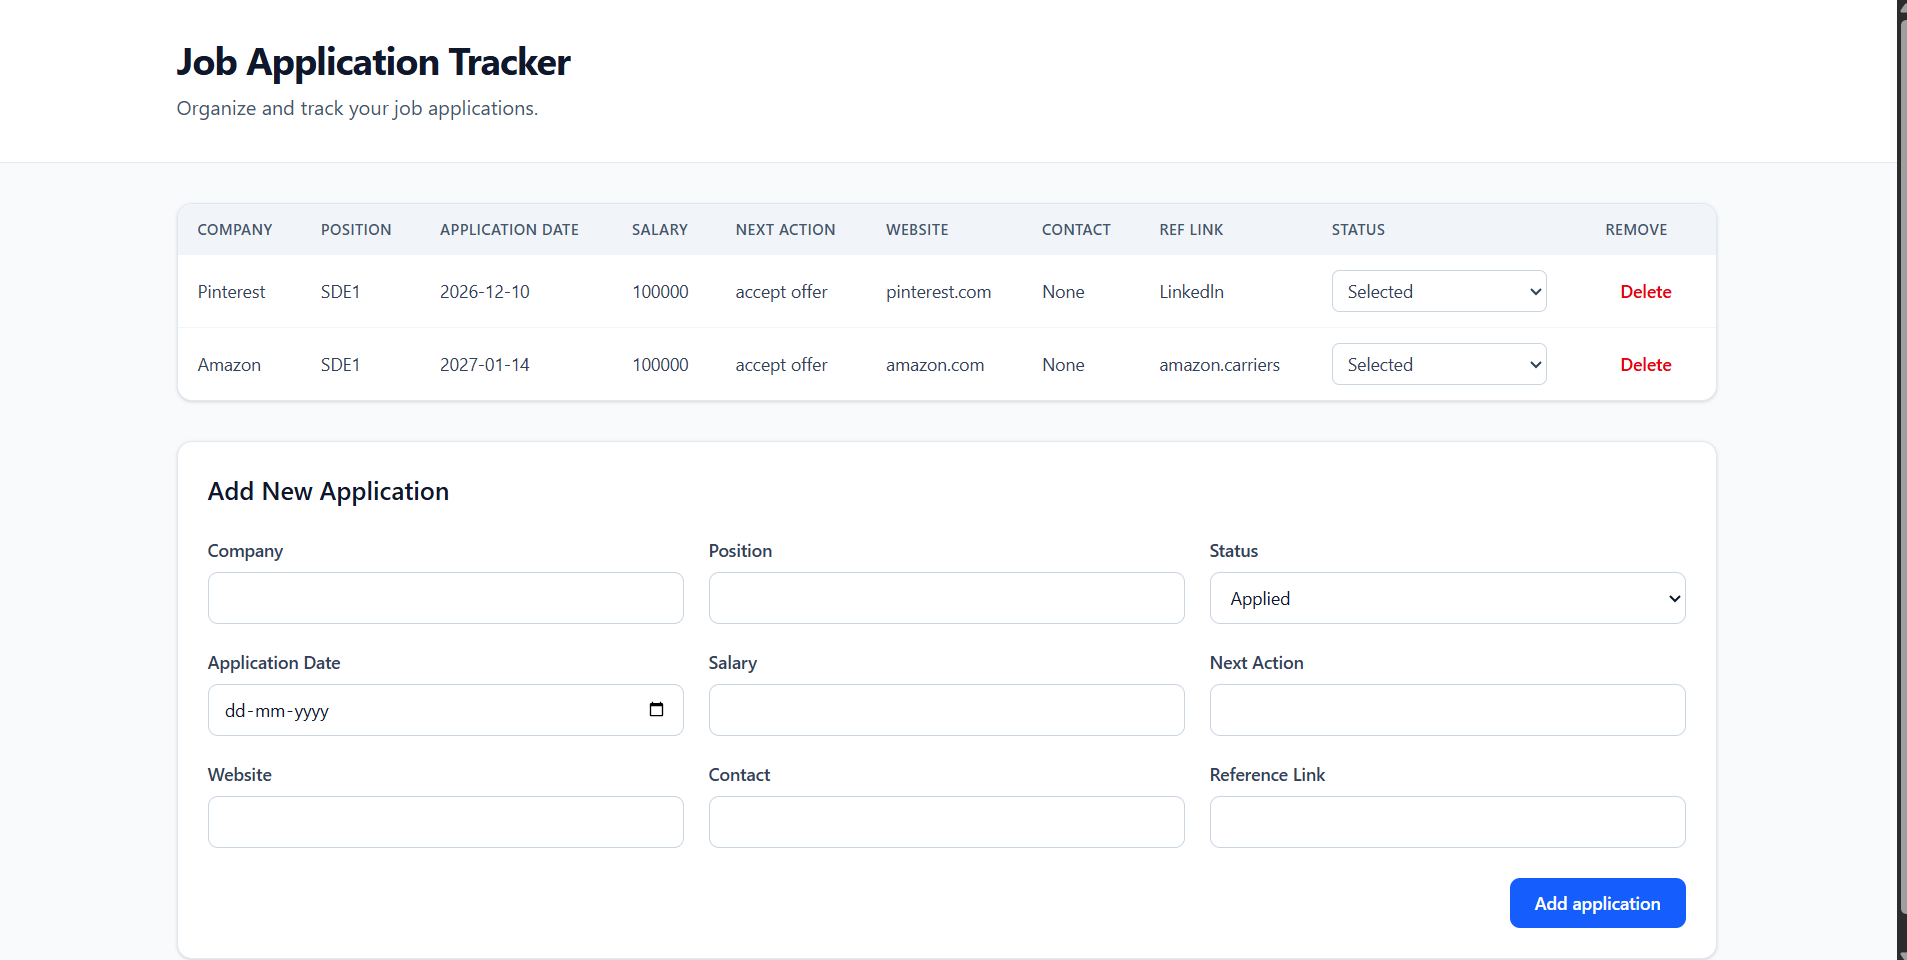 Job Application Tracker
Organize and track your job applications.
COMPANY POSITION APPLICATION DATE SALARY NEXT ACTION WEBSITE CONTACT REF LINK STATUS REMOVE
Pinterest SDE1 2026-12-10 100000 accept offer pinterest.com None LinkedIn Selected Delete
Amazon SDE1 2027-01-14 100000 accept offer amazon.com None amazon.carriers Selected Delete
Add New Application
Company Position Status
Applied
Application Date Salary Next Action
dd-mm-yyyy
Website Contact Reference Link
Add application